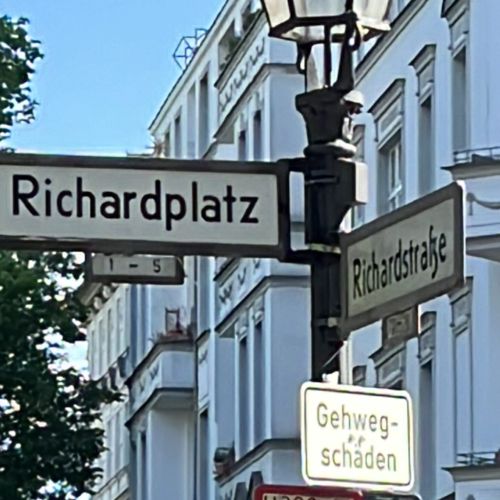 Richardplatz
1 - 5
Richardstraße
Gehweg-
schäden